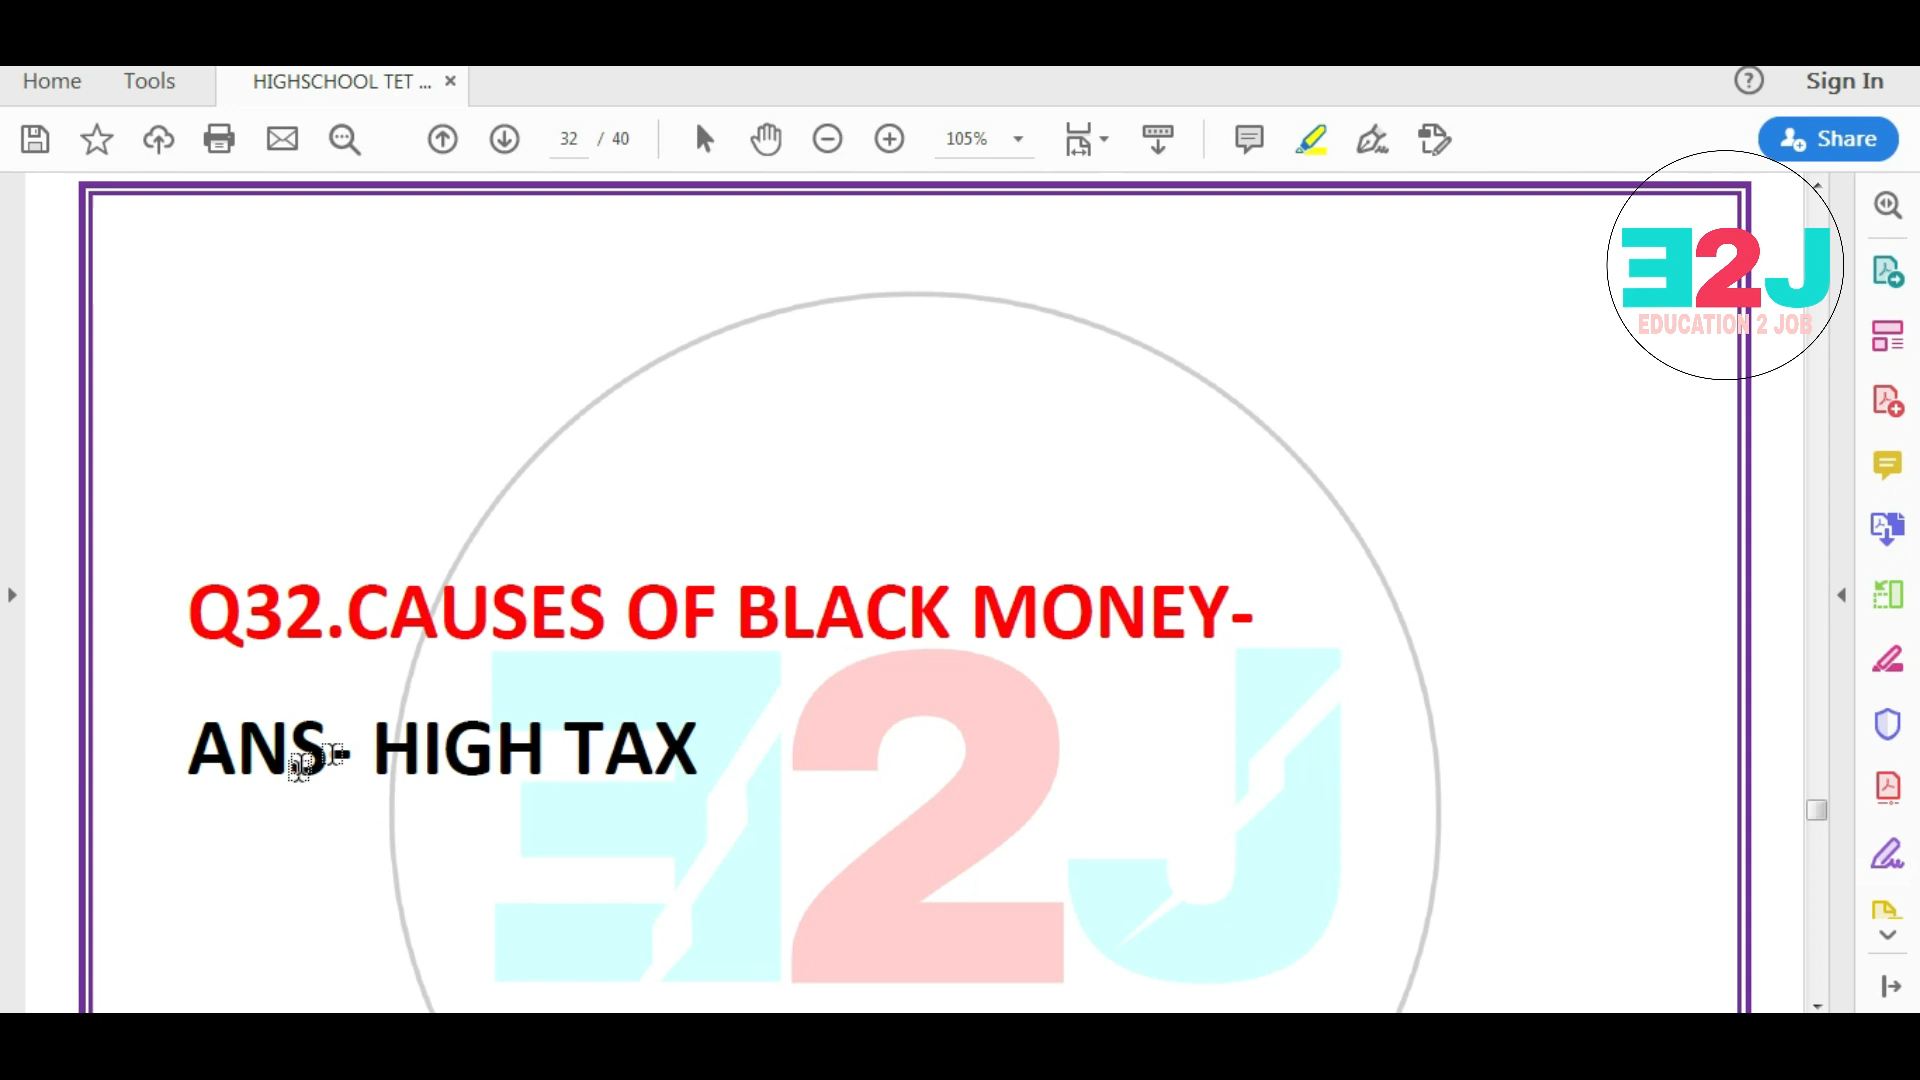 Home Tools HIGHSCHOOL TET ... × ? Sign In
32 / 40 105% Share
E2J
EDUCATION 2 JOB
Q32.CAUSES OF BLACK MONEY-
ANS- HIGH TAX
E2J